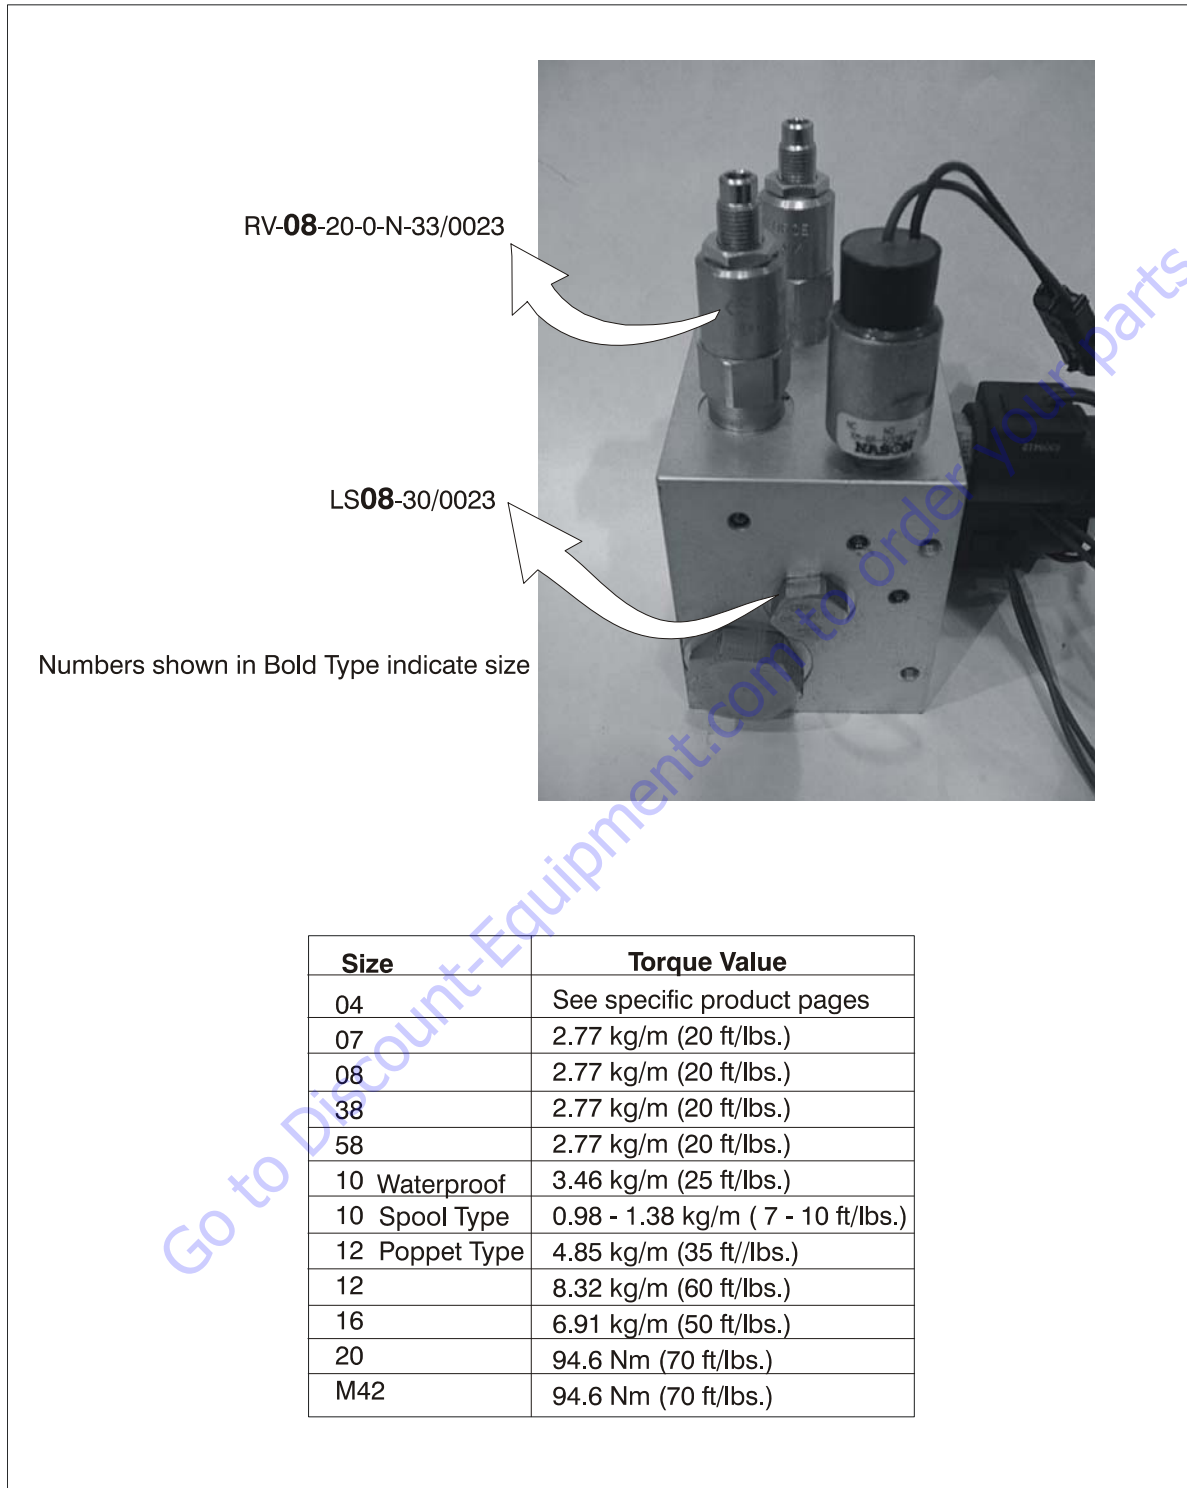 RV-08-20-0-N-33/0023
LS08-30/0023
Numbers shown in Bold Type indicate size
NASON
Go to Discount-Equipment.com to order your parts
Size Torque Value
04 See specific product pages
07 2.77 kg/m (20 ft/lbs.)
08 2.77 kg/m (20 ft/lbs.)
38 2.77 kg/m (20 ft/lbs.)
58 2.77 kg/m (20 ft/lbs.)
10 Waterproof 3.46 kg/m (25 ft/lbs.)
10 Spool Type 0.98 - 1.38 kg/m ( 7 - 10 ft/lbs.)
12 Poppet Type 4.85 kg/m (35 ft//lbs.)
12 8.32 kg/m (60 ft/lbs.)
16 6.91 kg/m (50 ft/lbs.)
20 94.6 Nm (70 ft/lbs.)
M42 94.6 Nm (70 ft/lbs.)